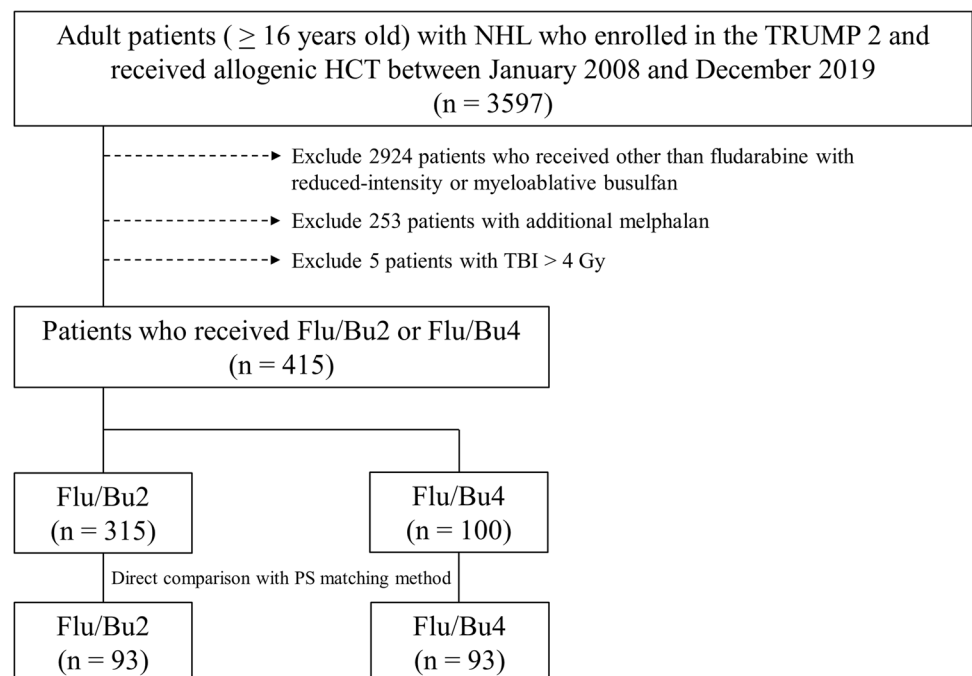 Adult patients ( ≥ 16 years old) with NHL who enrolled in the TRUMP 2 and
received allogenic HCT between January 2008 and December 2019
(n = 3597)
Exclude 2924 patients who received other than fludarabine with
reduced-intensity or myeloablative busulfan
Exclude 253 patients with additional melphalan
Exclude 5 patients with TBI > 4 Gy
Patients who received Flu/Bu2 or Flu/Bu4
(n = 415)
Flu/Bu2
(n = 315)
Flu/Bu4
(n = 100)
Direct comparison with PS matching method
Flu/Bu2
(n = 93)
Flu/Bu4
(n = 93)